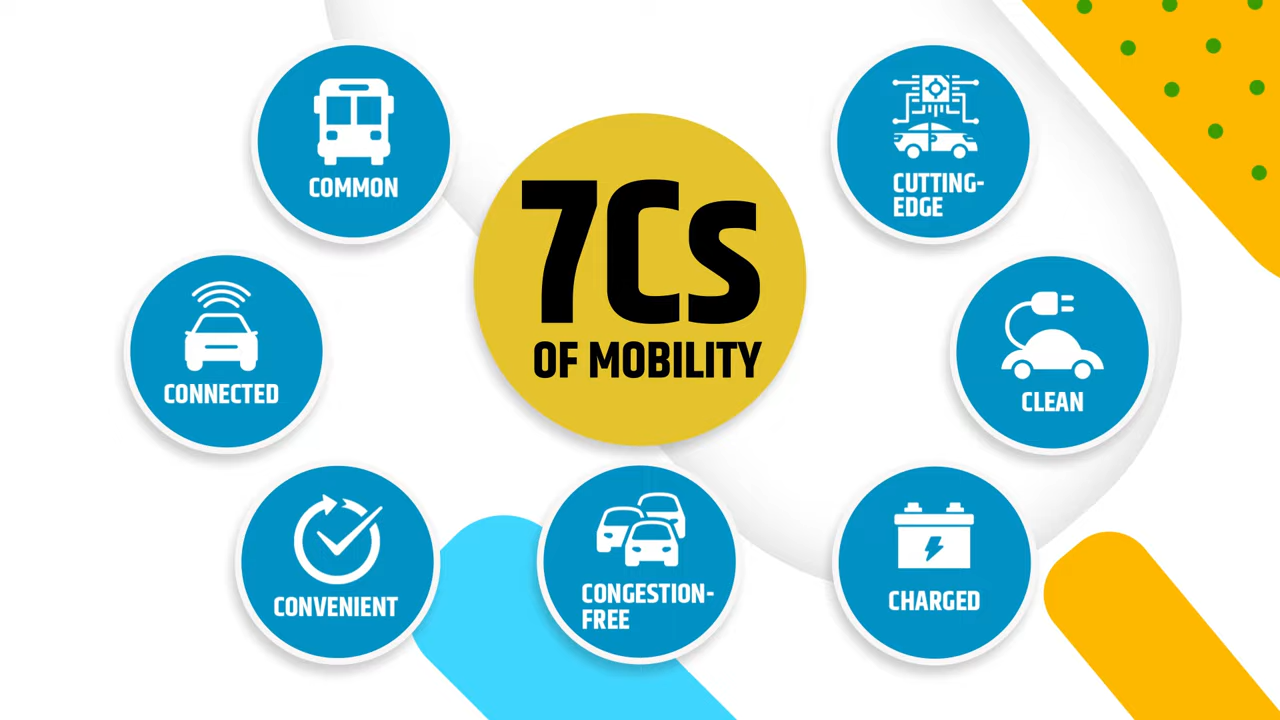 COMMON
CUTTING-
EDGE
7Cs
OF MOBILITY
CONNECTED
CLEAN
CONVENIENT
CONGESTION-
FREE
CHARGED